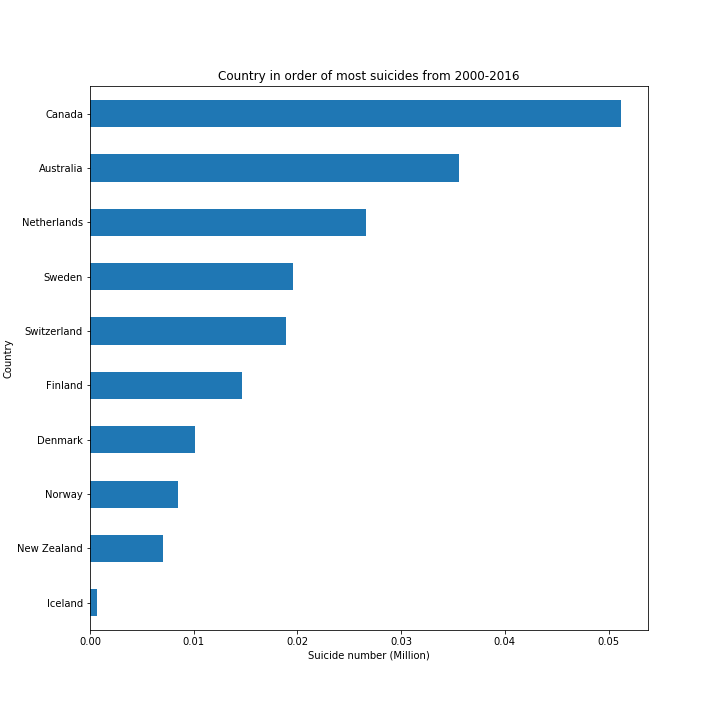 Country in order of most suicides from 2000-2016
Country
Canada
Australia
Netherlands
Sweden
Switzerland
Finland
Denmark
Norway
New Zealand
Iceland
0.00 0.01 0.02 0.03 0.04 0.05
Suicide number (Million)